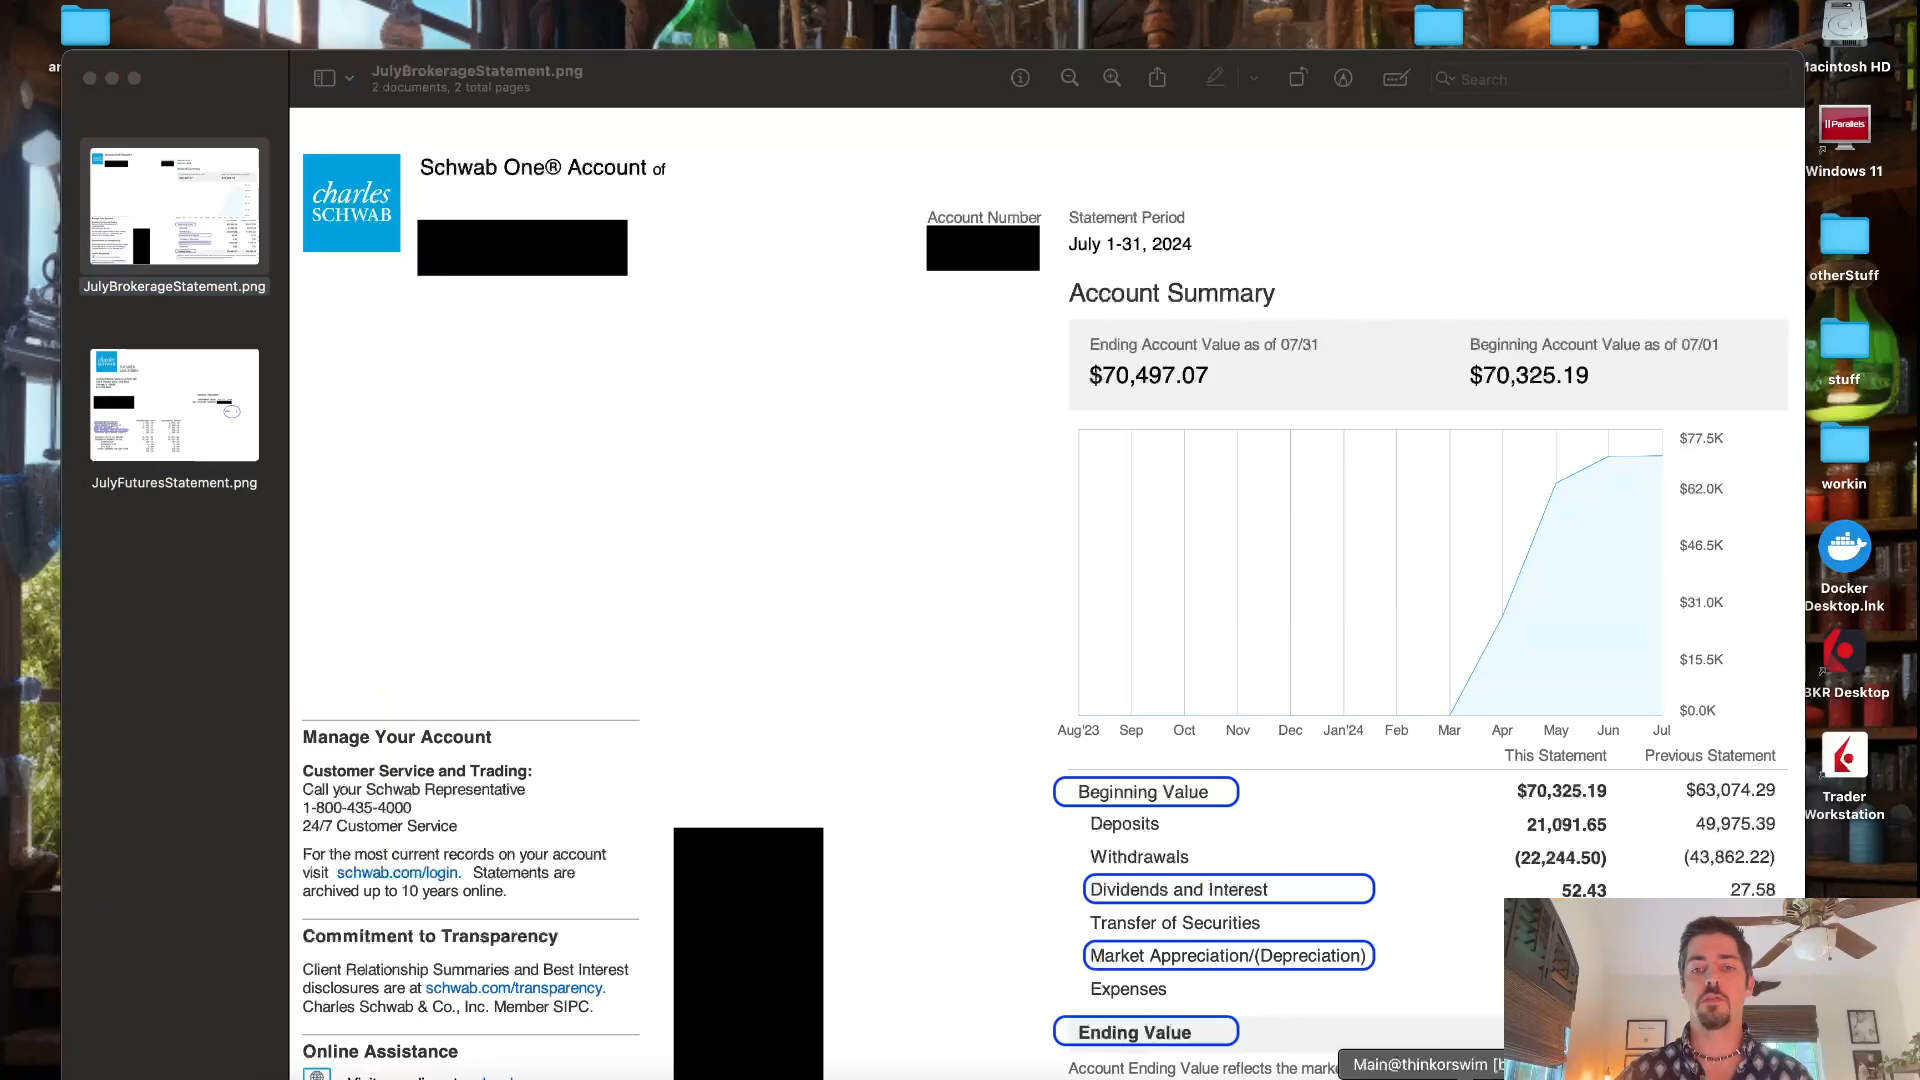 JulyBrokerageStatement.png
2 documents, 2 total pages
Search
JulyBrokerageStatement.png
JulyFuturesStatement.png
charles
SCHWAB
Schwab One® Account of
Account Number
Statement Period
July 1-31, 2024
Account Summary
Ending Account Value as of 07/31
Beginning Account Value as of 07/01
$70,497.07
$70,325.19
$77.5K
$62.0K
$46.5K
$31.0K
$15.5K
$0.0K
Aug'23 Sep Oct Nov Dec Jan'24 Feb Mar Apr May Jun Jul
This Statement Previous Statement
Beginning Value $70,325.19 $63,074.29
Deposits 21,091.65 49,975.39
Withdrawals (22,244.50) (43,862.22)
Dividends and Interest 52.43 27.58
Transfer of Securities
Market Appreciation/(Depreciation)
Expenses
Ending Value
Account Ending Value reflects the marke
Main@thinkorswim [b
Manage Your Account
Customer Service and Trading:
Call your Schwab Representative
1-800-435-4000
24/7 Customer Service
For the most current records on your account
visit schwab.com/login. Statements are
archived up to 10 years online.
Commitment to Transparency
Client Relationship Summaries and Best Interest
disclosures are at schwab.com/transparency.
Charles Schwab & Co., Inc. Member SIPC.
Online Assistance
Macintosh HD
Parallels
Windows 11
otherStuff
stuff
workin
Docker
Desktop.lnk
BKR Desktop
Trader
Workstation